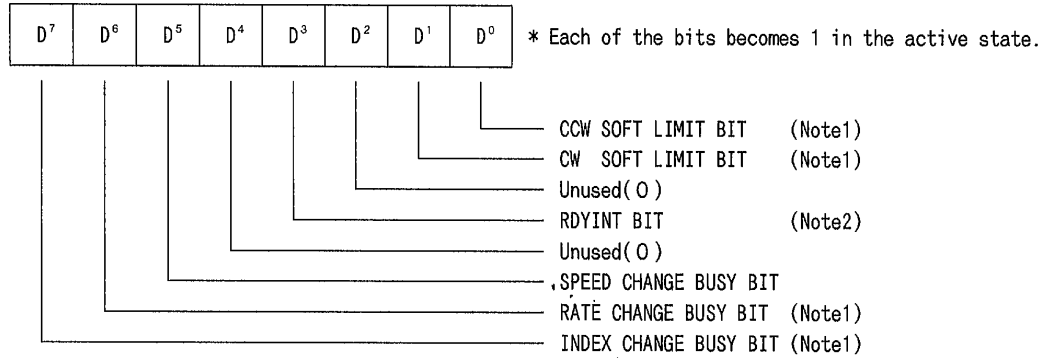 D⁷ D⁶ D⁵ D⁴ D³ D² D¹ D⁰ * Each of the bits becomes 1 in the active state.
CCW SOFT LIMIT BIT (Note1)
CW SOFT LIMIT BIT (Note1)
Unused(0)
RDYINT BIT (Note2)
Unused(0)
SPEED CHANGE BUSY BIT
RATE CHANGE BUSY BIT (Note1)
INDEX CHANGE BUSY BIT (Note1)